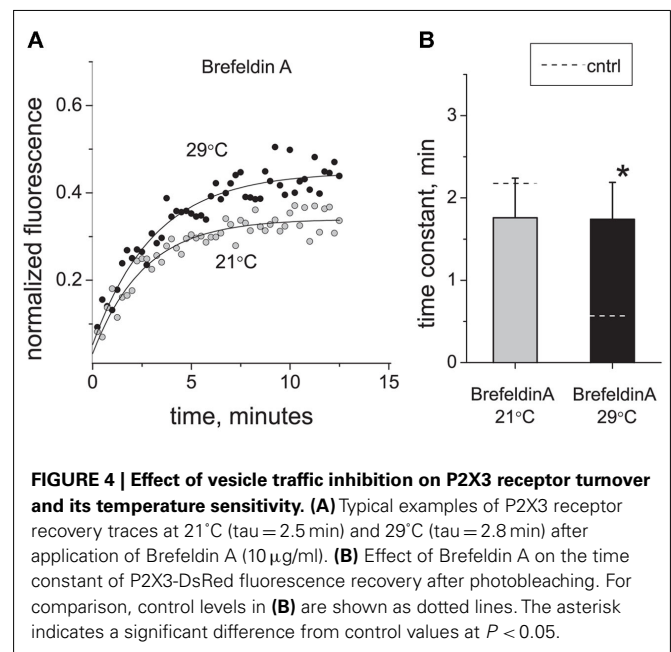 A
Brefeldin A
normalized fluorescence
0.6
0.4
0.2
29°C
21°C
0
5
10
15
time, minutes
B
cntrl
time constant, min
3
2
1
0
*
BrefeldinA
21°C
BrefeldinA
29°C
FIGURE 4 | Effect of vesicle traffic inhibition on P2X3 receptor turnover
and its temperature sensitivity. (A) Typical examples of P2X3 receptor
recovery traces at 21˚C (tau = 2.5 min) and 29˚C (tau = 2.8 min) after
application of Brefeldin A (10 μg/ml). (B) Effect of Brefeldin A on the time
constant of P2X3-DsRed fluorescence recovery after photobleaching. For
comparison, control levels in (B) are shown as dotted lines. The asterisk
indicates a significant difference from control values at P < 0.05.